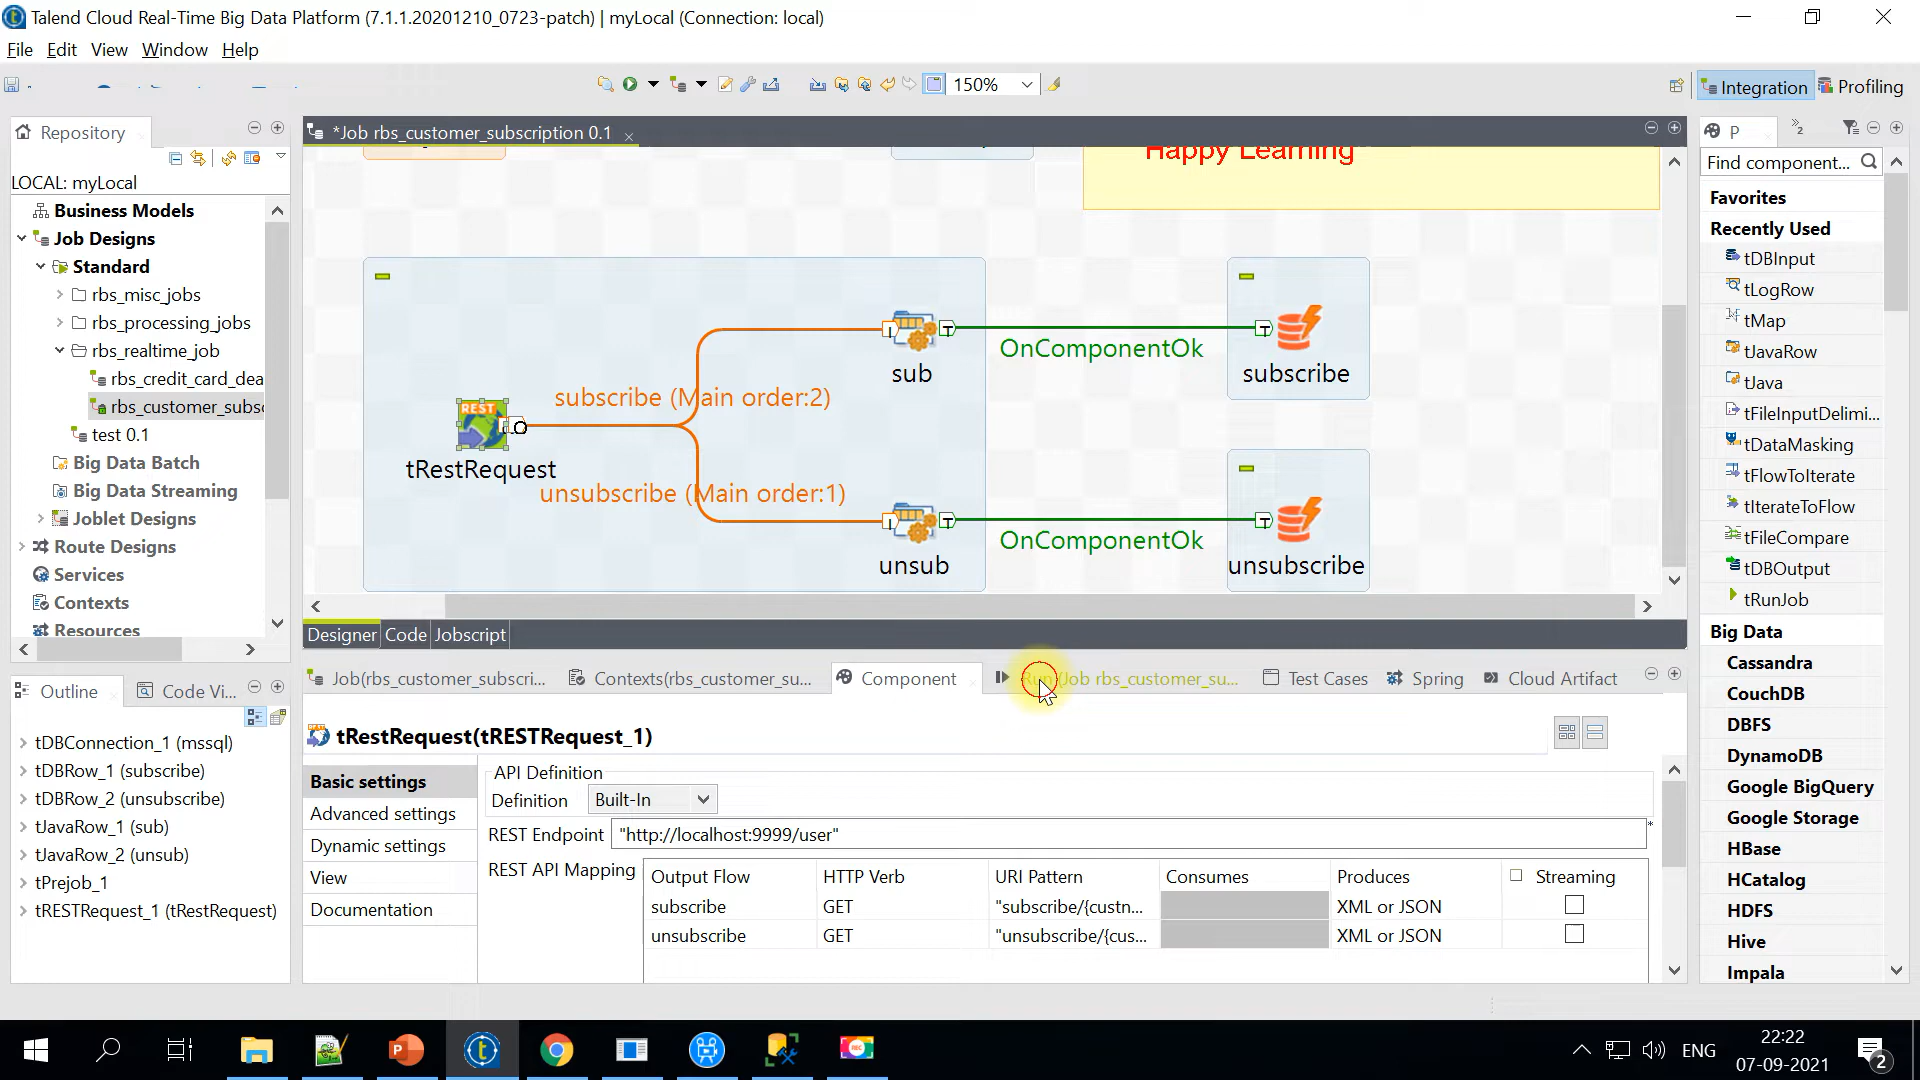 Talend Cloud Real-Time Big Data Platform (7.1.1.20201210_0723-patch) | myLocal (Connection: local)
File Edit View Window Help
150%
Integration Profiling
Repository
LOCAL: myLocal
Business Models
Job Designs
Standard
rbs_misc_jobs
rbs_processing_jobs
rbs_realtime_job
rbs_credit_card_dea
rbs_customer_subsc
test 0.1
Big Data Batch
Big Data Streaming
Joblet Designs
Route Designs
Services
Contexts
Resources
*Job rbs_customer_subscription 0.1
Happy Learning
subscribe (Main order:2)
unsubscribe (Main order:1)
REST
tRestRequest
sub
unsub
OnComponentOk
OnComponentOk
subscribe
unsubscribe
Designer Code Jobscript
P
Find component...
Favorites
Recently Used
tDBInput
tLogRow
tMap
tJavaRow
tJava
tFileInputDelimi...
tDataMasking
tFlowToIterate
tIterateToFlow
tFileCompare
tDBOutput
tRunJob
Big Data
Cassandra
CouchDB
DBFS
DynamoDB
Google BigQuery
Google Storage
HBase
HCatalog
HDFS
Hive
Impala
Outline Code Vi...
tDBConnection_1 (mssql)
tDBRow_1 (subscribe)
tDBRow_2 (unsubscribe)
tJavaRow_1 (sub)
tJavaRow_2 (unsub)
tPrejob_1
tRESTRequest_1 (tRestRequest)
Job(rbs_customer_subscri... Contexts(rbs_customer_su... Component Run (Job rbs_customer_su... Test Cases Spring Cloud Artifact
tRestRequest(tRESTRequest_1)
Basic settings
Advanced settings
Dynamic settings
View
Documentation
API Definition
Definition Built-In
REST Endpoint "http://localhost:9999/user" *
REST API Mapping
Output Flow HTTP Verb URI Pattern Consumes Produces Streaming
subscribe GET "subscribe/{custn... XML or JSON
unsubscribe GET "unsubscribe/{cus... XML or JSON
ENG
22:22
07-09-2021
2